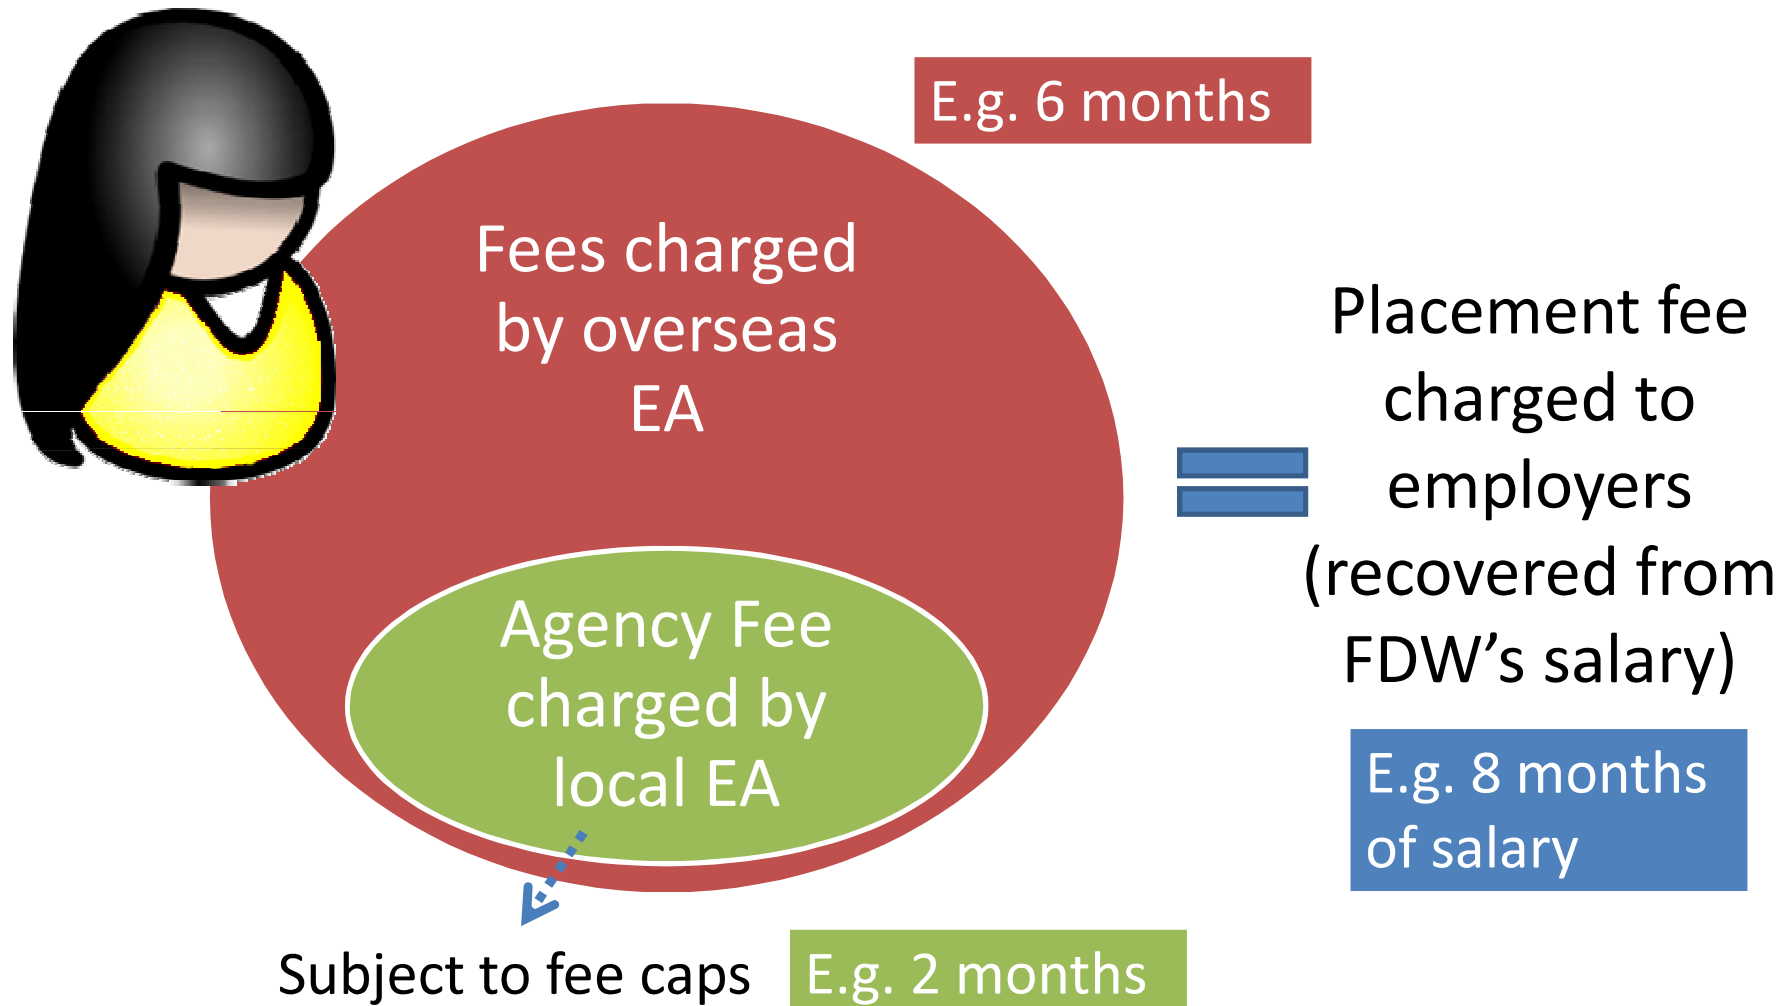 E.g. 6 months
Fees charged
by overseas
EA
Agency Fee
charged by
local EA
Subject to fee caps
E.g. 2 months
Placement fee
charged to
employers
(recovered from
FDW’s salary)
E.g. 8 months
of salary